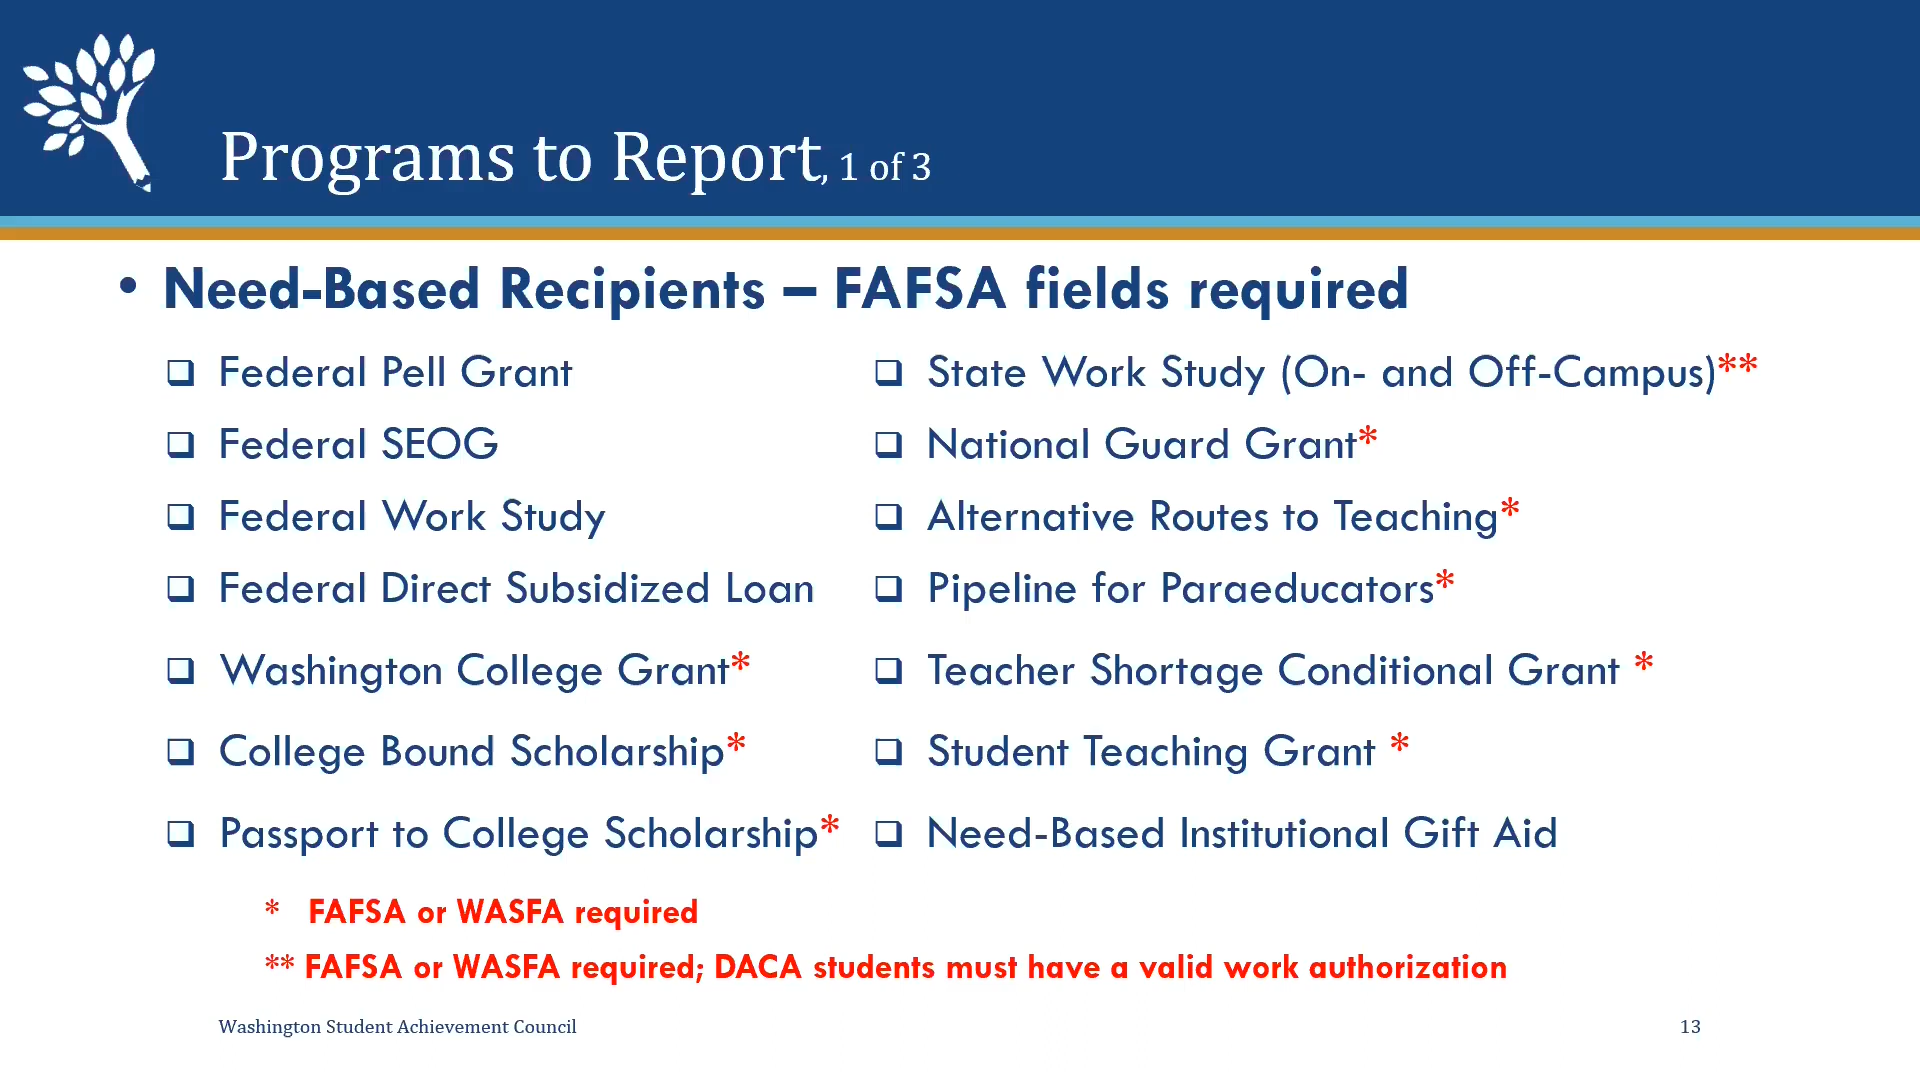 Programs to Report, 1 of 3
• Need-Based Recipients – FAFSA fields required
❑ Federal Pell Grant
❑ Federal SEOG
❑ Federal Work Study
❑ Federal Direct Subsidized Loan
❑ Washington College Grant*
❑ College Bound Scholarship*
❑ Passport to College Scholarship*
❑ State Work Study (On- and Off-Campus)**
❑ National Guard Grant*
❑ Alternative Routes to Teaching*
❑ Pipeline for Paraeducators*
❑ Teacher Shortage Conditional Grant *
❑ Student Teaching Grant *
❑ Need-Based Institutional Gift Aid
* FAFSA or WASFA required
** FAFSA or WASFA required; DACA students must have a valid work authorization
Washington Student Achievement Council
13